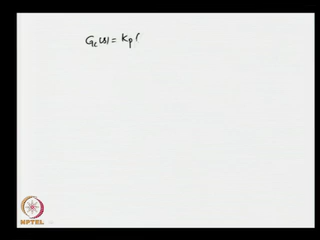 Gc(s) = Kp(
NPTEL